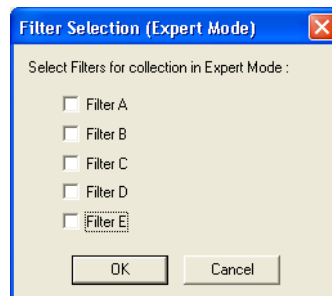 Filter Selection (Expert Mode)
Select Filters for collection in Expert Mode :
Filter A
Filter B
Filter C
Filter D
Filter E
OK Cancel